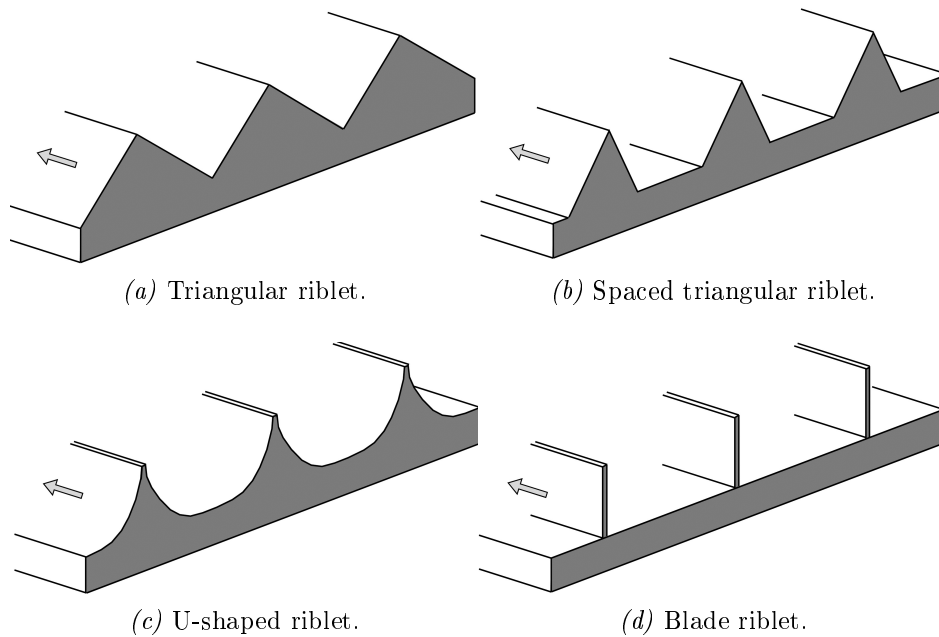 (a) Triangular riblet.
(b) Spaced triangular riblet.
(c) U-shaped riblet.
(d) Blade riblet.